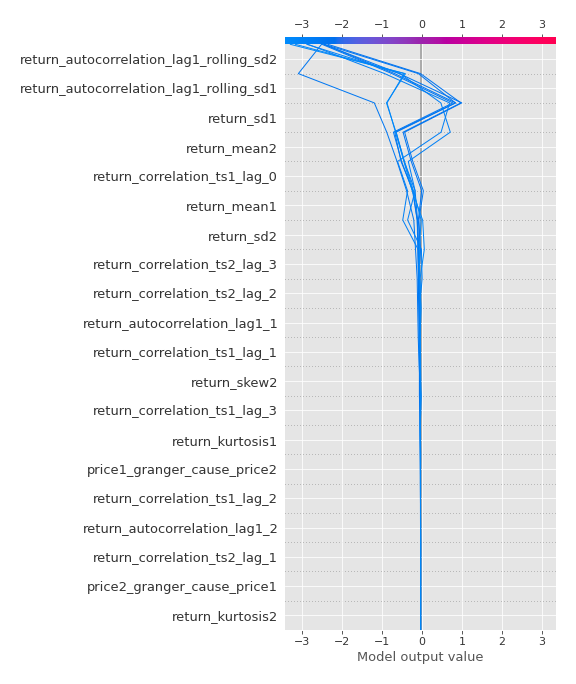 −3 −2 −1 0 1 2 3
return_autocorrelation_lag1_rolling_sd2
return_autocorrelation_lag1_rolling_sd1
return_sd1
return_mean2
return_correlation_ts1_lag_0
return_mean1
return_sd2
return_correlation_ts2_lag_3
return_correlation_ts2_lag_2
return_autocorrelation_lag1_1
return_correlation_ts1_lag_1
return_skew2
return_correlation_ts1_lag_3
return_kurtosis1
price1_granger_cause_price2
return_correlation_ts1_lag_2
return_autocorrelation_lag1_2
return_correlation_ts2_lag_1
price2_granger_cause_price1
return_kurtosis2
−3 −2 −1 0 1 2 3
Model output value